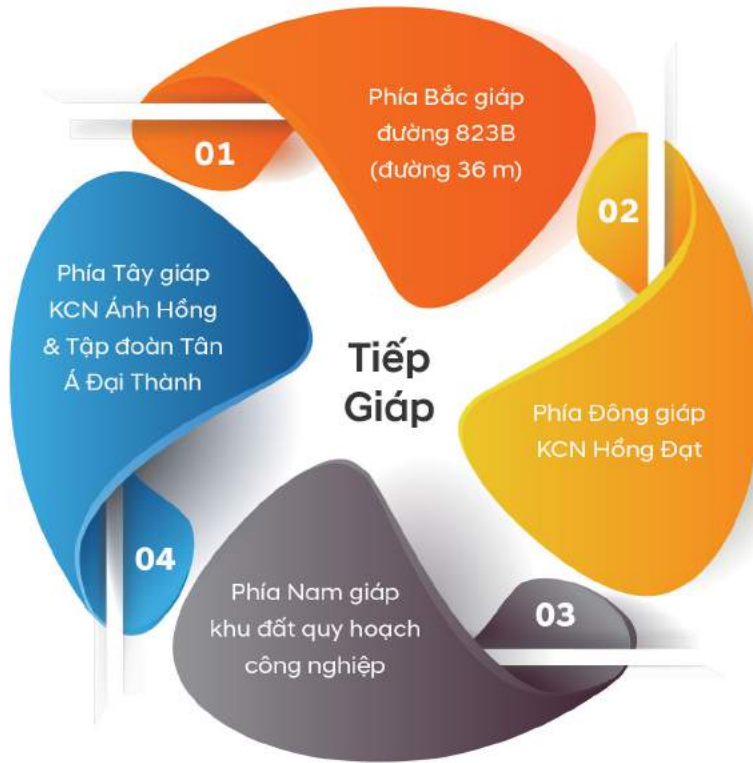 Phía Bắc giáp
đường 823B
(đường 36 m)
01
02
Phía Tây giáp
KCN Ánh Hồng
& Tập đoàn Tân
Á Đại Thành
Tiếp
Giáp
Phía Đông giáp
KCN Hồng Đạt
04
03
Phía Nam giáp
khu đất quy hoạch
công nghiệp